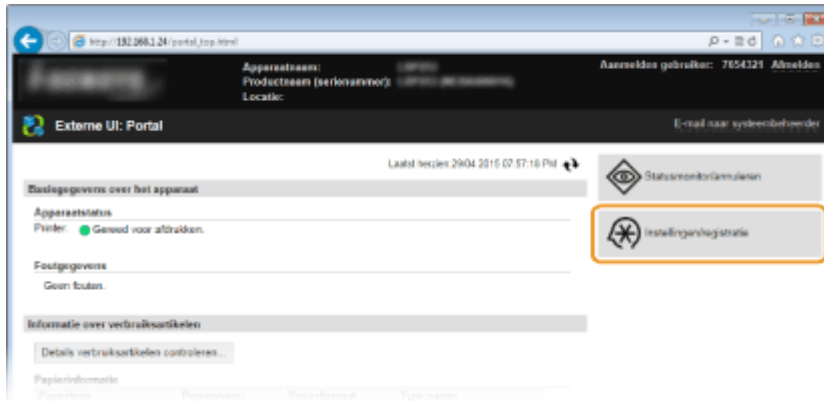 http://192.168.1.24/portal_top.html
Apparaatnaam:
Productnaam (serienummer):
Locatie:
Aanmelden gebruiker: 7654321 Afmelden
Externe UI: Portal
E-mail naar systeembeheerder
Laatst herzien 29/04 2015 07:57:16 PM
Basisgegevens over het apparaat
Apparaatstatus
Printer: Gereed voor afdrukken.
Foutgegevens
Geen fouten.
Informatie over verbruiksartikelen
Details verbruiksartikelen controleren...
Papierinformatie
Statusmonitor/annuleren
Instellingen/registratie